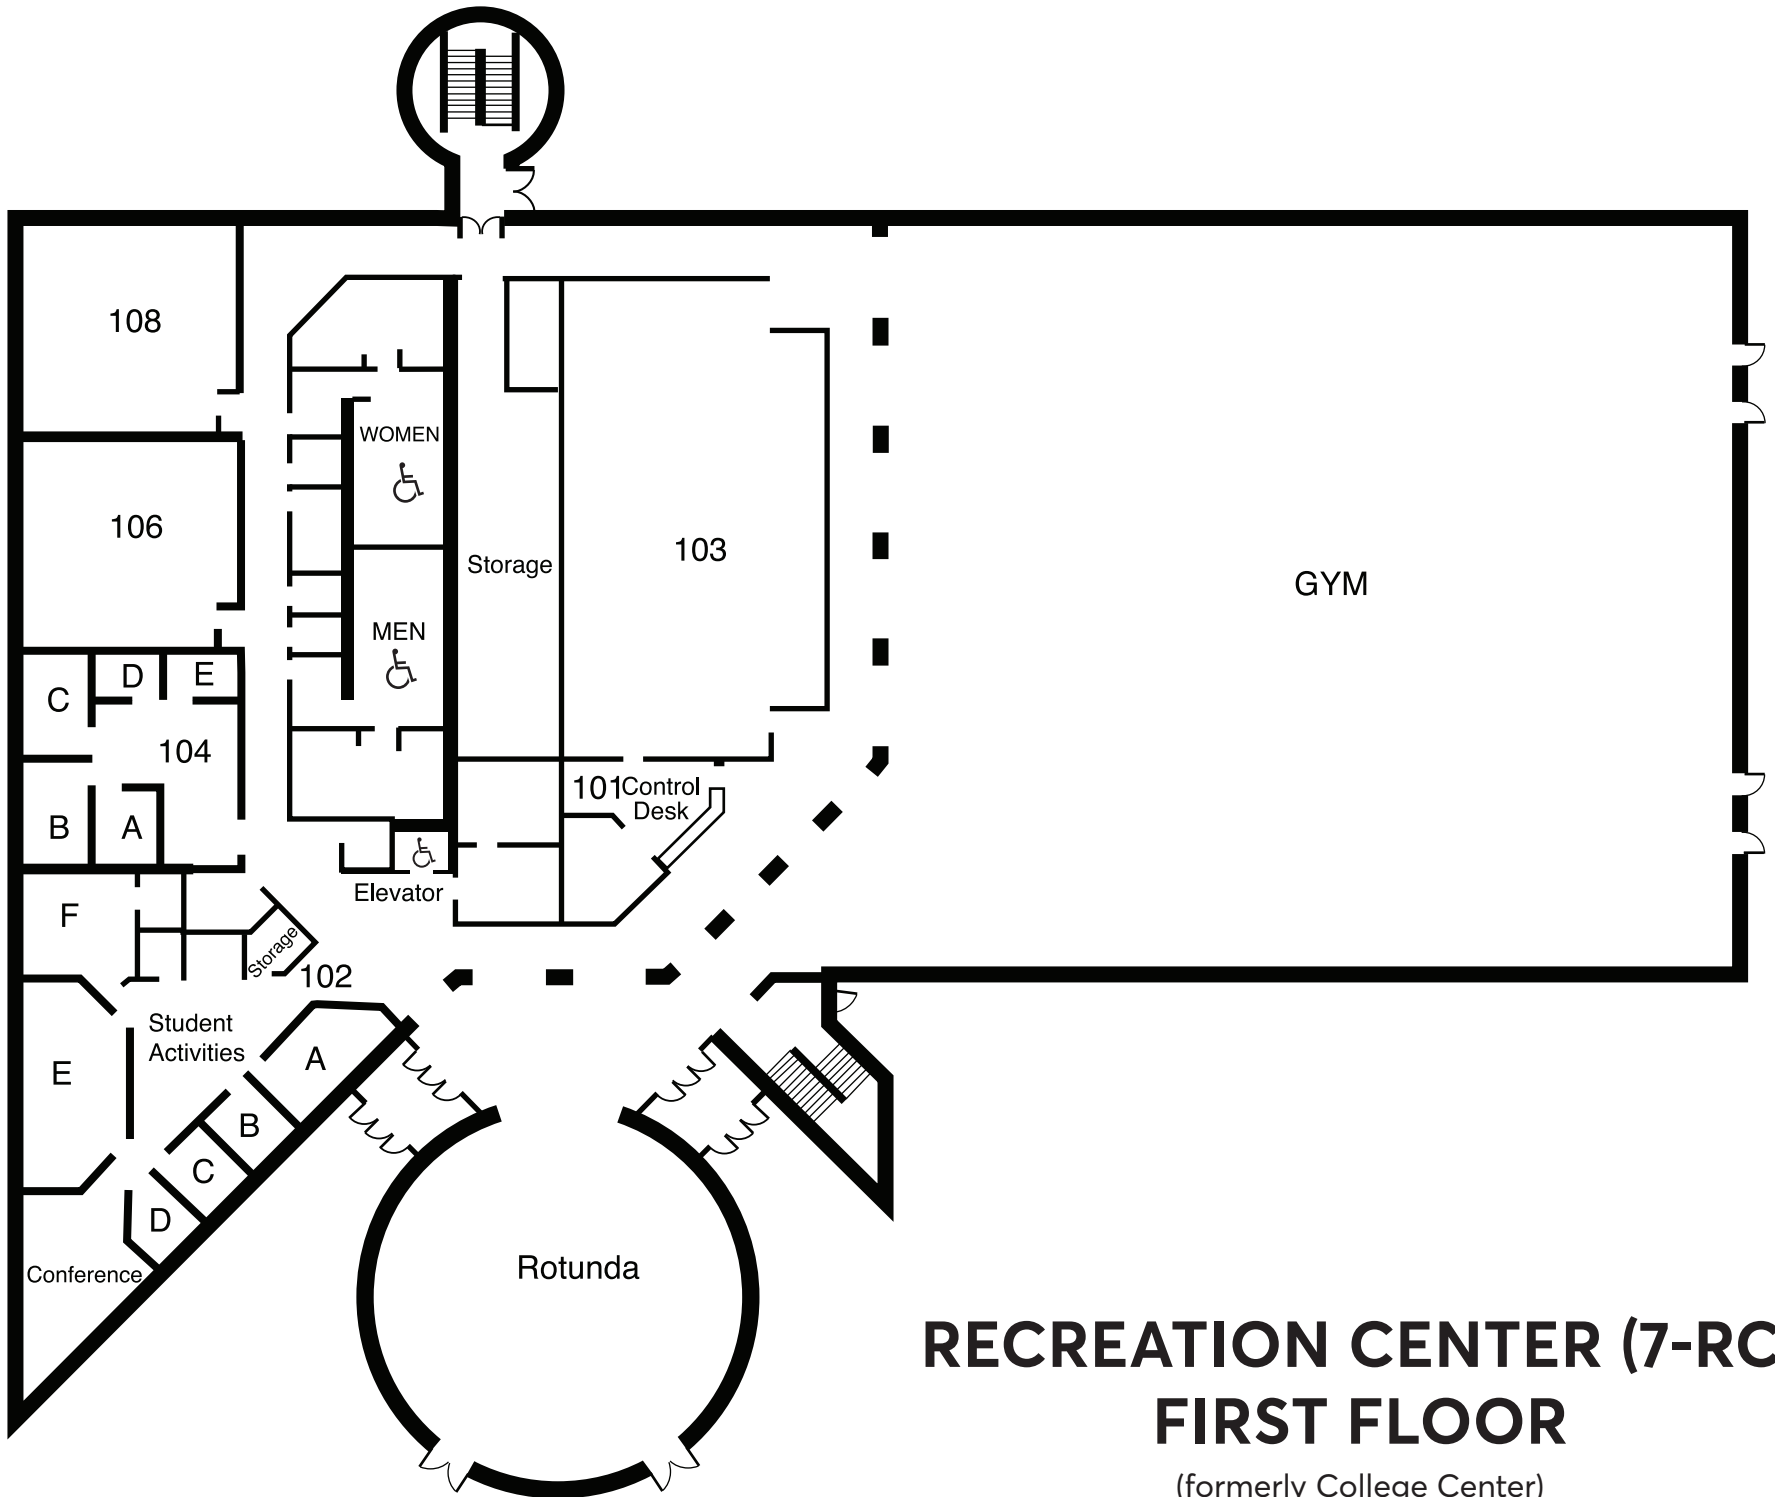 108
WOMEN
106
103
Storage
GYM
MEN
C
D
E
104
101
Control
Desk
B
A
Elevator
F
Storage
102
Student
Activities
E
A
B
C
D
Conference
Rotunda
RECREATION CENTER (7-RC
FIRST FLOOR
(formerly College Center)